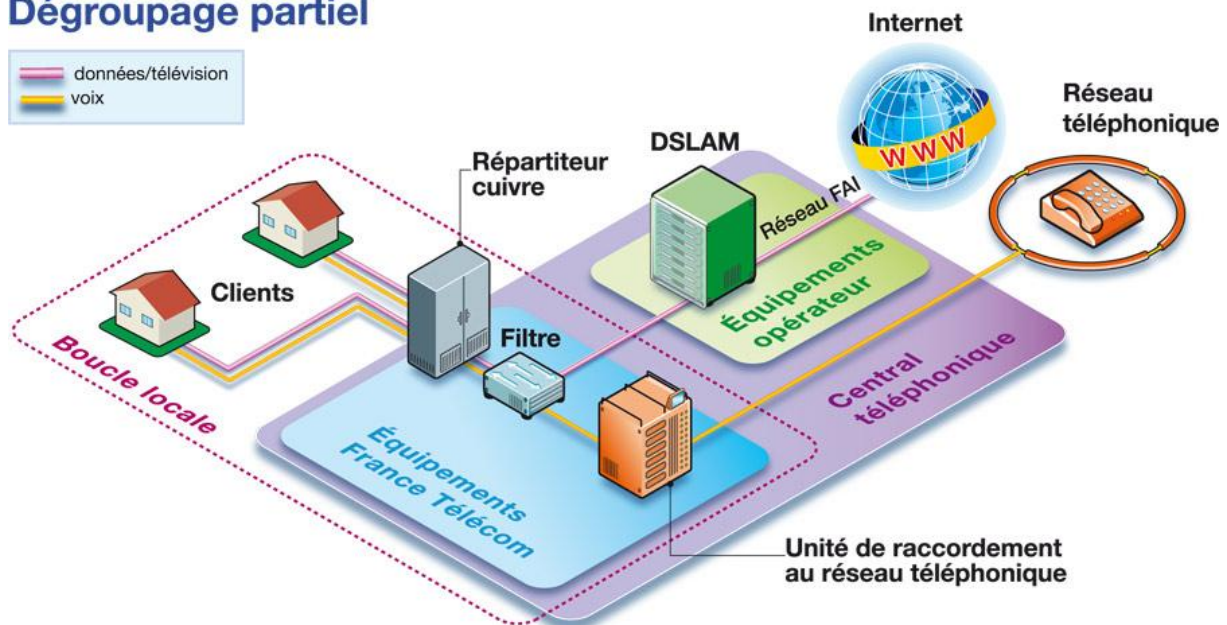 Dégroupage partiel
données/télévision
voix
Internet
Réseau
téléphonique
WWW
DSLAM
Répartiteur
cuivre
Réseau FAI
Clients
Filtre
Équipements
opérateur
Boucle locale
Central
téléphonique
Équipements
France Télécom
Unité de raccordement
au réseau téléphonique